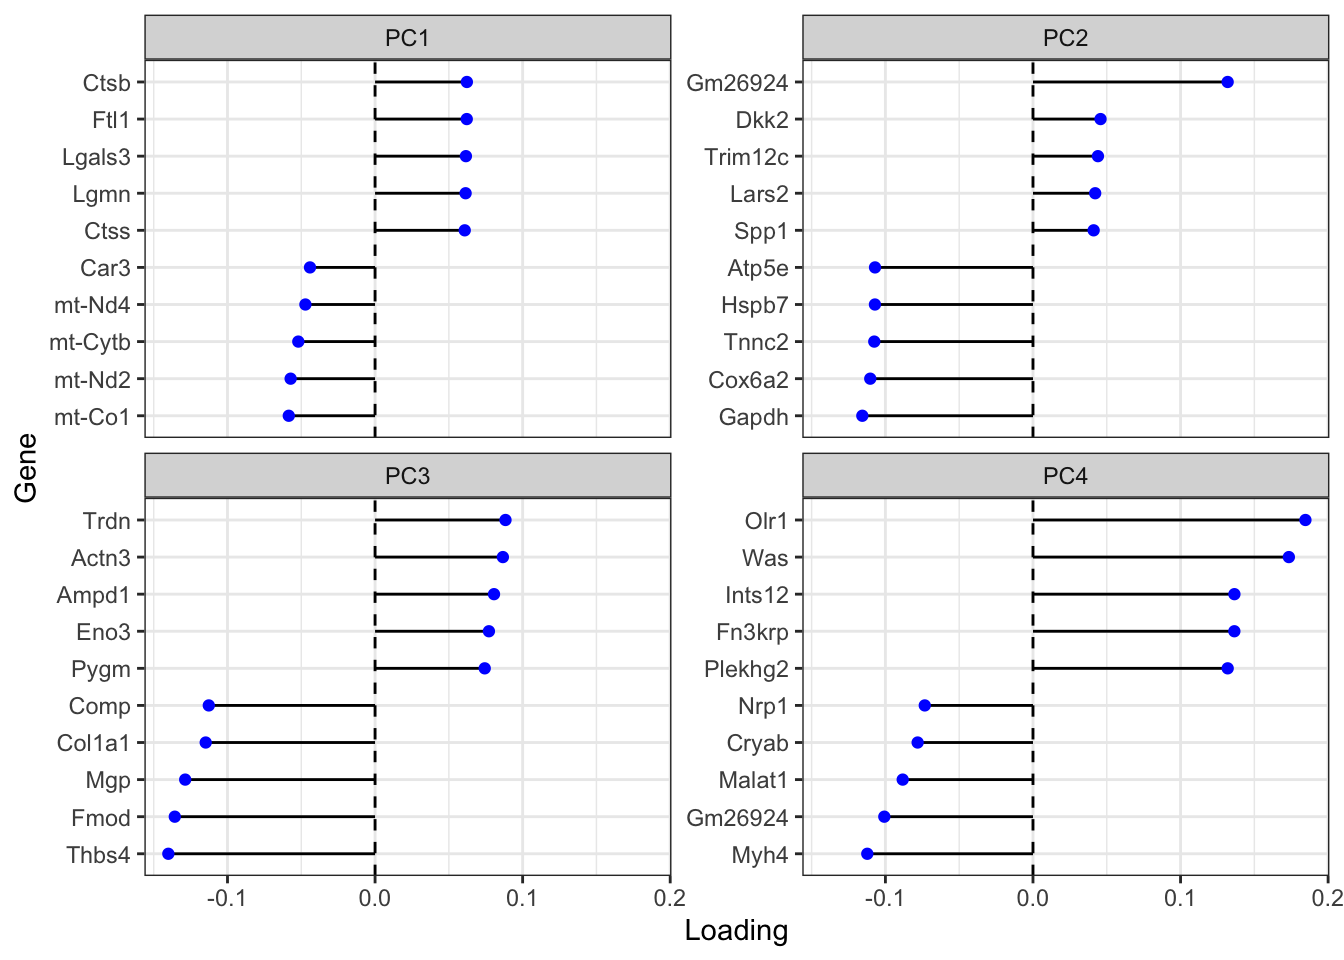 PC1
Ctsb
Ftl1
Lgals3
Lgmn
Ctss
Car3
mt-Nd4
mt-Cytb
mt-Nd2
mt-Co1
PC2
Gm26924
Dkk2
Trim12c
Lars2
Spp1
Atp5e
Hspb7
Tnnc2
Cox6a2
Gapdh
Gene
PC3
Trdn
Actn3
Ampd1
Eno3
Pygm
Comp
Col1a1
Mgp
Fmod
Thbs4
-0.1 0.0 0.1 0.2
PC4
Olr1
Was
Ints12
Fn3krp
Plekhg2
Nrp1
Cryab
Malat1
Gm26924
Myh4
-0.1 0.0 0.1 0.2
Loading